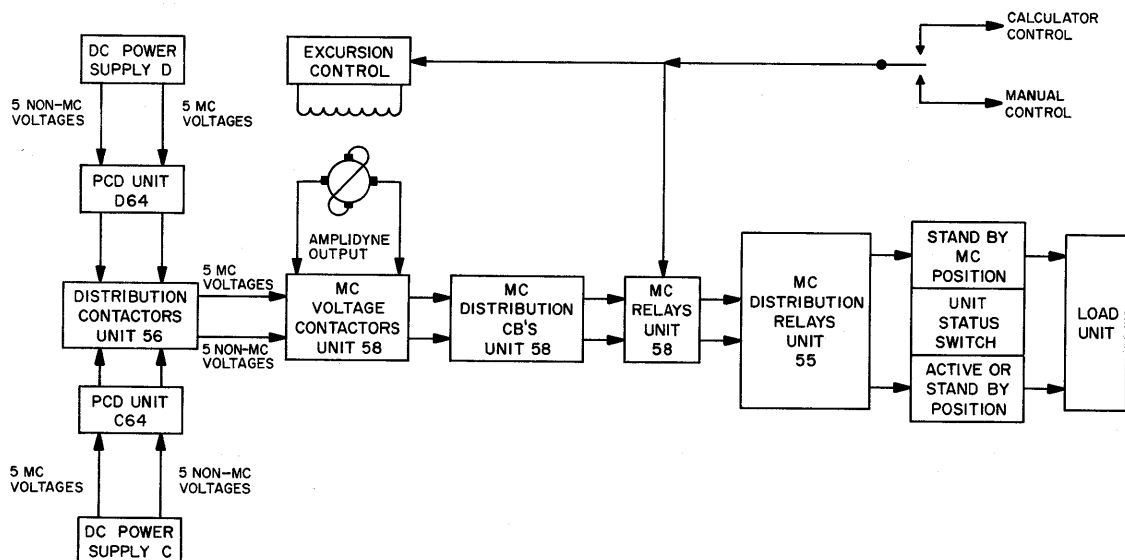 DC POWER
SUPPLY D
5 NON-MC
VOLTAGES
5 MC
VOLTAGES
PCD UNIT
D64
EXCURSION
CONTROL
CALCULATOR
CONTROL
MANUAL
CONTROL
AMPLIDYNE
OUTPUT
DISTRIBUTION
CONTACTORS
UNIT 56
5 MC
VOLTAGES
5 NON-MC
VOLTAGES
MC
VOLTAGE
CONTACTORS
UNIT 58
MC
DISTRIBUTION
CB'S
UNIT 58
MC
RELAYS
UNIT
58
MC
DISTRIBUTION
RELAYS
UNIT
55
STAND BY
MC
POSITION
UNIT
STATUS
SWITCH
ACTIVE OR
STAND BY
POSITION
LOAD
UNIT
PCD UNIT
C64
5 MC
VOLTAGES
5 NON-MC
VOLTAGES
DC POWER
SUPPLY C